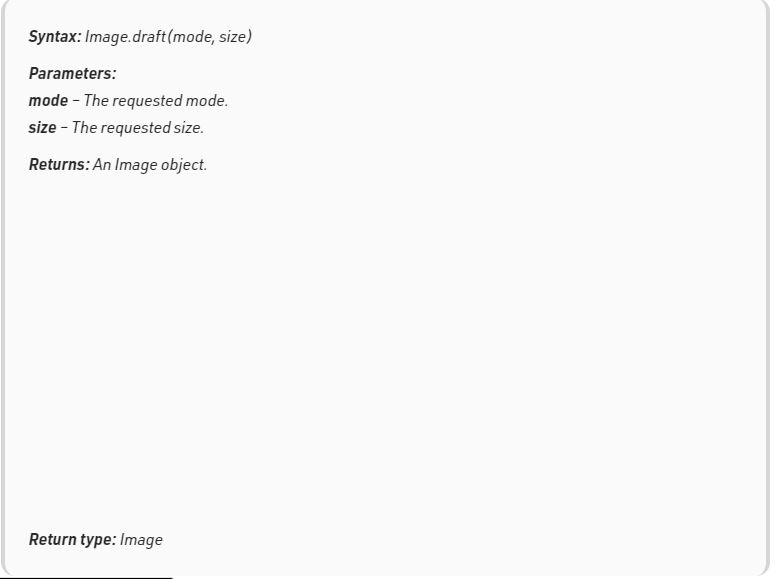 Syntax: Image.draft(mode, size)
Parameters:
mode – The requested mode.
size – The requested size.
Returns: An Image object.
Return type: Image